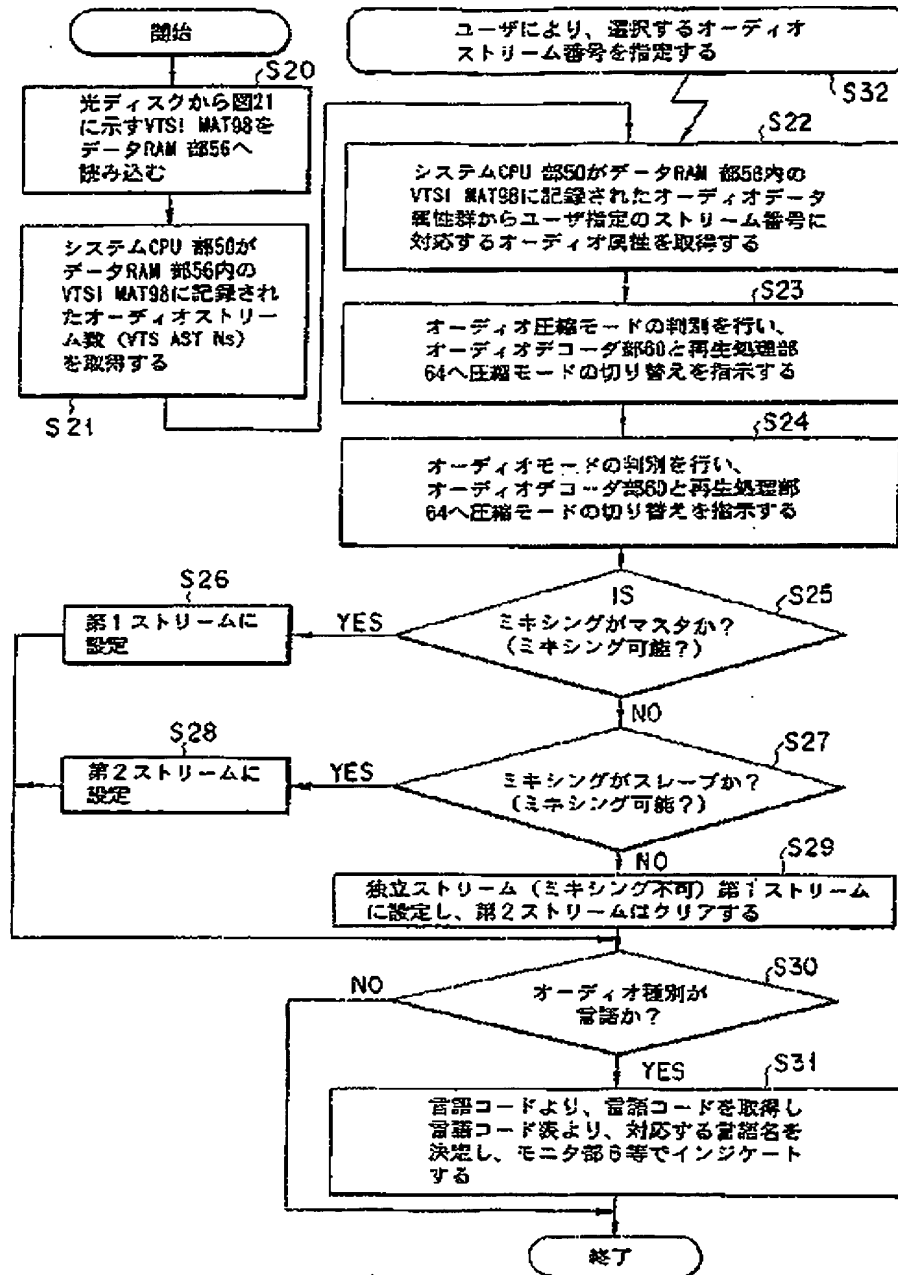 開始
S20
光ディスクから図21
に示すVTSI MAT98を
データRAM 部56へ
読み込む
システムCPU 部50が
データRAM 部56内の
VTSI MAT98に記録され
たオーディオストリー
ム数 (VTS AST Ns)
を取得する
S21
ユーザにより、選択するオーディオ
ストリーム番号を指定する
S32
S22
システムCPU 部50がデータRAM 部56内の
VTSI MAT98に記録されたオーディオデータ
属性群からユーザ指定のストリーム番号に
対応するオーディオ属性を取得する
S23
オーディオ圧縮モードの判別を行い、
オーディオデコーダ部60と再生処理部
64へ圧縮モードの切り替えを指示する
S24
オーディオモードの判別を行い、
オーディオデコーダ部60と再生処理部
64へ圧縮モードの切り替えを指示する
S25
IS
ミキシングがマスタか?
(ミキシング可能?)
YES
S26
第1ストリームに
設定
NO
S27
ミキシングがスレーブか?
(ミキシング可能?)
YES
S28
第2ストリームに
設定
NO
S29
独立ストリーム (ミキシング不可) 第1ストリーム
に設定し、第2ストリームはクリアする
S30
オーディオ種別が
言語か?
NO
YES
S31
言語コードより、言語コードを取得し
言語コード表より、対応する言語名を
決定し、モニタ部6等でインジケート
する
終了